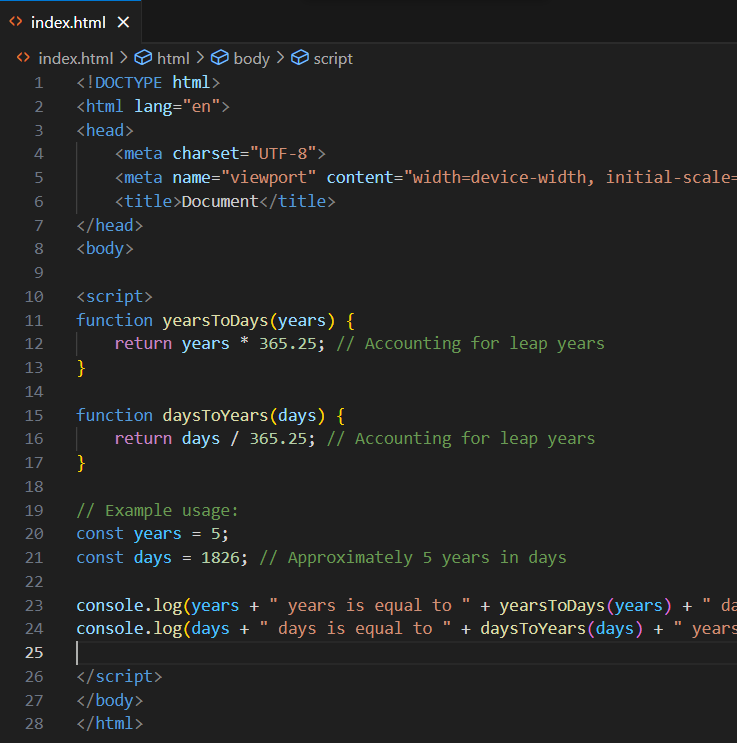 index.html
index.html > html > body > script
1 <!DOCTYPE html>
2 <html lang="en">
3 <head>
4     <meta charset="UTF-8">
5     <meta name="viewport" content="width=device-width, initial-scale=
6     <title>Document</title>
7 </head>
8 <body>
9
10 <script>
11 function yearsToDays(years) {
12     return years * 365.25; // Accounting for leap years
13 }
14
15 function daysToYears(days) {
16     return days / 365.25; // Accounting for leap years
17 }
18
19 // Example usage:
20 const years = 5;
21 const days = 1826; // Approximately 5 years in days
22
23 console.log(years + " years is equal to " + yearsToDays(years) + " da
24 console.log(days + " days is equal to " + daysToYears(days) + " years
25
26 </script>
27 </body>
28 </html>